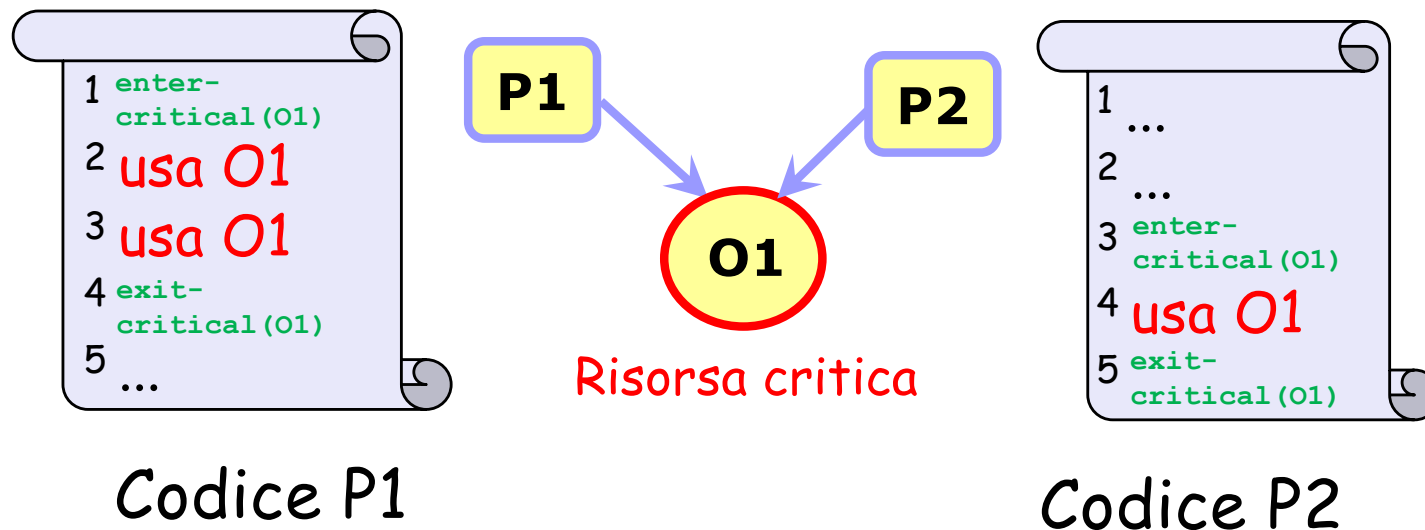 1 enter-
critical(O1)
2 usa O1
3 usa O1
4 exit-
critical(O1)
5 ...
Codice P1
P1
P2
O1
Risorsa critica
1 ...
2 ...
3 enter-
critical(O1)
4 usa O1
5 exit-
critical(O1)
Codice P2